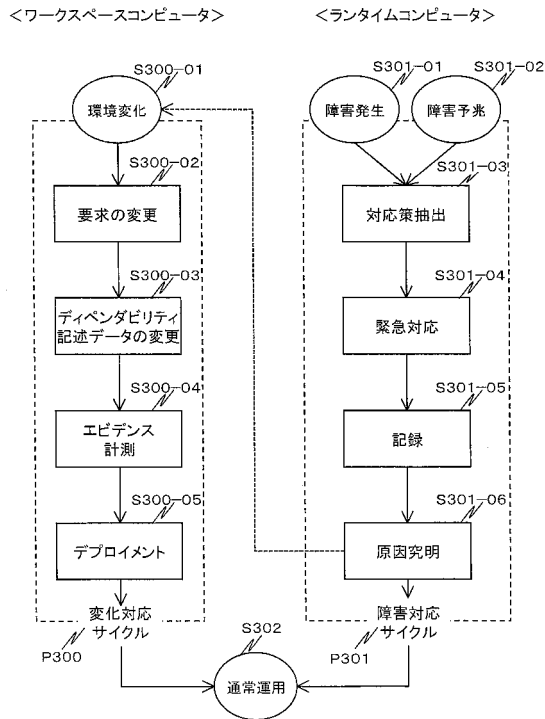 ＜ワークスペースコンピュータ＞
S300-01
環境変化
S300-02
要求の変更
S300-03
ディペンダビリティ
記述データの変更
S300-04
エビデンス
計測
S300-05
デプロイメント
変化対応
サイクル
P300
＜ランタイムコンピュータ＞
S301-01
S301-02
障害発生
障害予兆
S301-03
対応策抽出
S301-04
緊急対応
S301-05
記録
S301-06
原因究明
障害対応
サイクル
P301
S302
通常運用